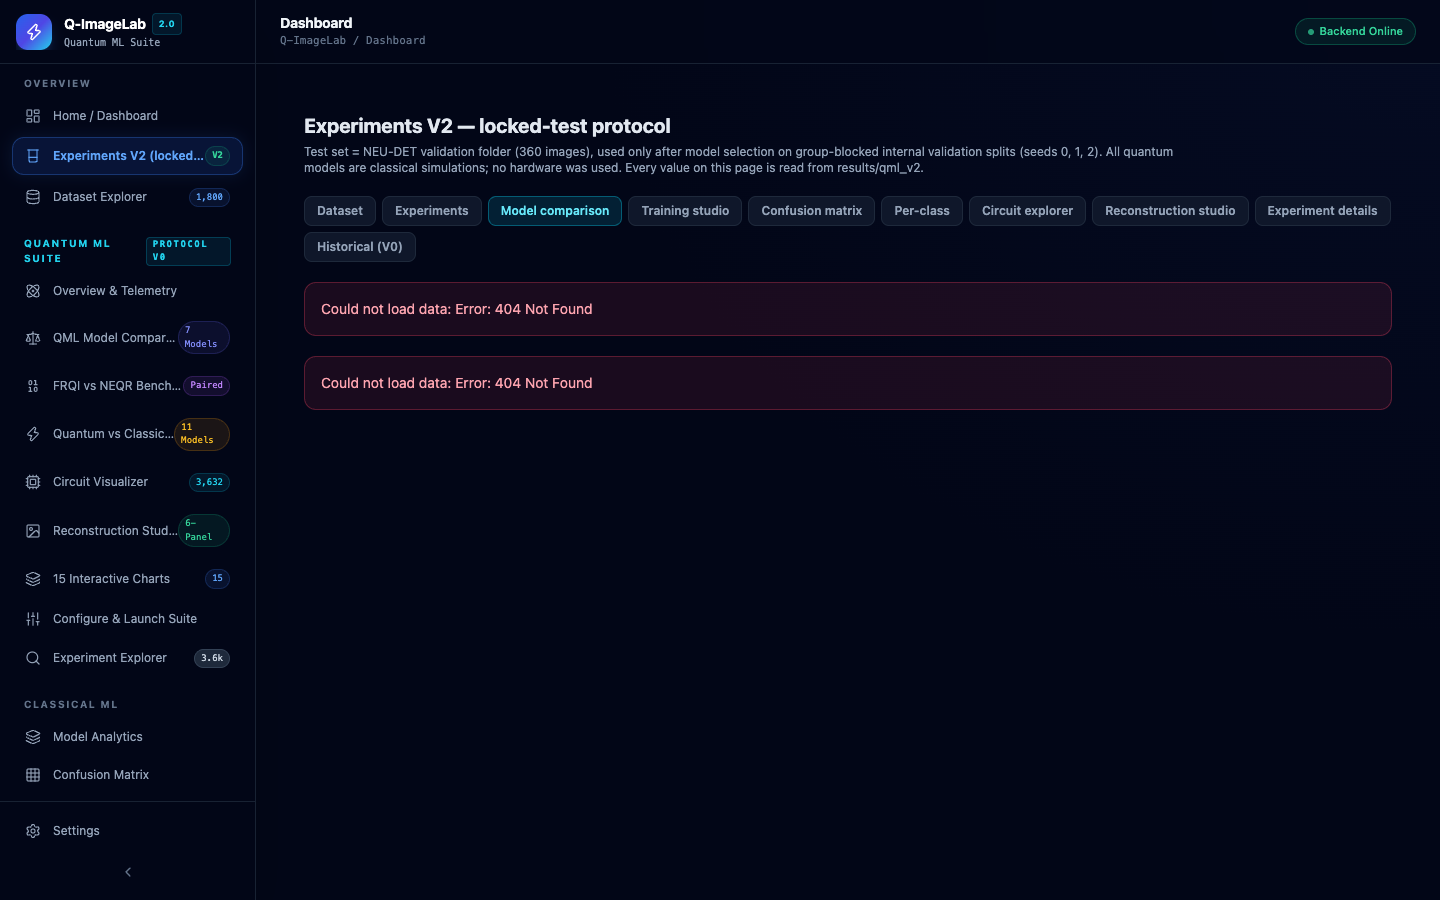 Q-ImageLab 2.0
Quantum ML Suite
OVERVIEW
Home / Dashboard
Experiments V2 (locked... V2
Dataset Explorer 1,800
QUANTUM ML
SUITE
PROTOCOL
V0
Overview & Telemetry
QML Model Compar... 7
Models
FRQI vs NEQR Bench... Paired
Quantum vs Classic... 11
Models
Circuit Visualizer 3,632
Reconstruction Stud... 6-
Panel
15 Interactive Charts 15
Configure & Launch Suite
Experiment Explorer 3.6k
CLASSICAL ML
Model Analytics
Confusion Matrix
Settings
Dashboard
Q-ImageLab / Dashboard
Backend Online
Experiments V2 — locked-test protocol
Test set = NEU-DET validation folder (360 images), used only after model selection on group-blocked internal validation splits (seeds 0, 1, 2). All quantum
models are classical simulations; no hardware was used. Every value on this page is read from results/qml_v2.
Dataset Experiments Model comparison Training studio Confusion matrix Per-class Circuit explorer Reconstruction studio Experiment details
Historical (V0)
Could not load data: Error: 404 Not Found
Could not load data: Error: 404 Not Found